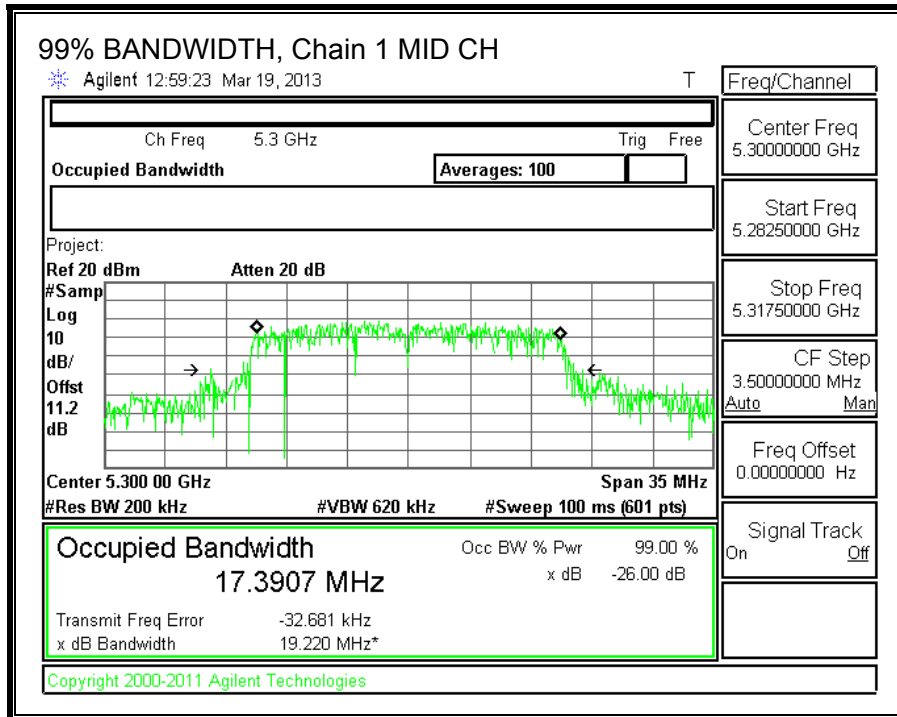 99% BANDWIDTH, Chain 1 MID CH
Agilent 12:59:23 Mar 19, 2013 T
Ch Freq 5.3 GHz Trig Free
Occupied Bandwidth Averages: 100
Project:
Ref 20 dBm Atten 20 dB
#Samp
Log
10
dB/
Offst
11.2
dB
Center 5.300 00 GHz Span 35 MHz
#Res BW 200 kHz #VBW 620 kHz #Sweep 100 ms (601 pts)
Occupied Bandwidth Occ BW % Pwr 99.00 %
17.3907 MHz x dB -26.00 dB
Transmit Freq Error -32.681 kHz
x dB Bandwidth 19.220 MHz*
Copyright 2000-2011 Agilent Technologies
Freq/Channel
Center Freq
5.30000000 GHz
Start Freq
5.28250000 GHz
Stop Freq
5.31750000 GHz
CF Step
3.50000000 MHz
Auto Man
Freq Offset
0.00000000 Hz
Signal Track
On Off